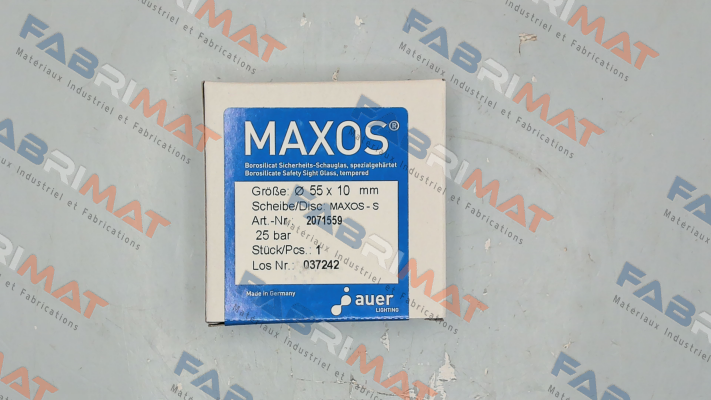 MAXOS®
Borosilicat Sicherheits-Schauglas, spezialgehärtet
Borosilicate Safety Sight Glass, tempered
Größe: Ø 55 x 10 mm
Scheibe/Disc: MAXOS - S
Art.-Nr.: 2071559
25 bar
Stück/Pcs.: 1
Los Nr.: 037242
Made in Germany
auer
LIGHTING
FABRIMAT
Materiaux Industriel et Fabrications